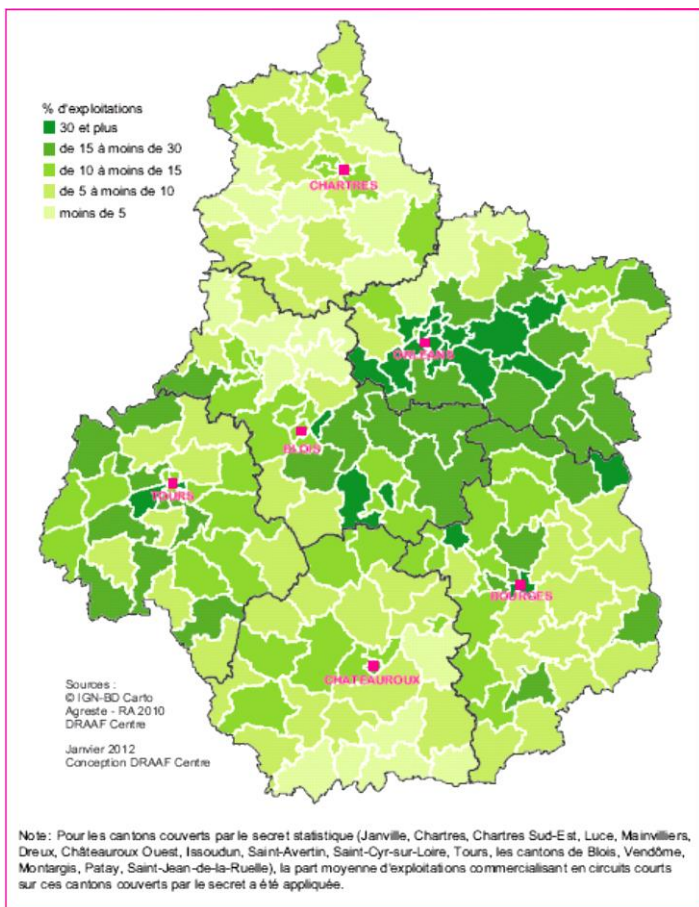 % d'exploitations
30 et plus
de 15 à moins de 30
de 10 à moins de 15
de 5 à moins de 10
moins de 5
CHARTRES
ORLEANS
BLOIS
TOURS
BOURGES
CHATEAUROUX
Sources :
© IGN-BD Carto
Agreste - RA 2010
DRAAF Centre
Janvier 2012
Conception DRAAF Centre
Note : Pour les cantons couverts par le secret statistique (Janville, Chartres, Chartres Sud-Est, Luce, Mainvilliers,
Dreux, Châteauroux Ouest, Issoudun, Saint-Avertin, Saint-Cyr-sur-Loire, Tours, les cantons de Blois, Vendôme,
Montargis, Patay, Saint-Jean-de-la-Ruelle), la part moyenne d'exploitations commercialisant en circuits courts
sur ces cantons couverts par le secret a été appliquée.